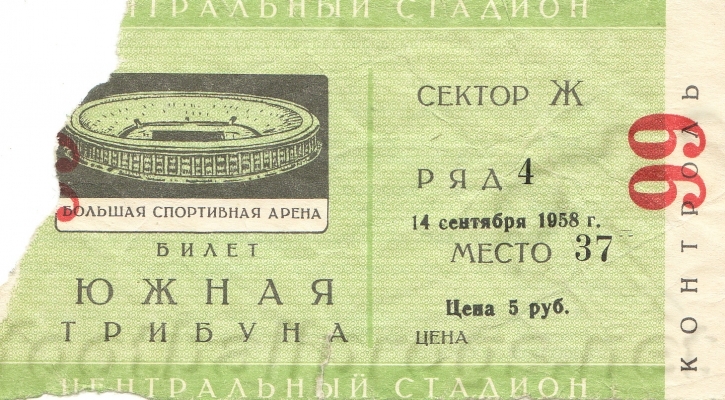 ЦЕНТРАЛЬНЫЙ СТАДИОН
БОЛЬШАЯ СПОРТИВНАЯ АРЕНА
БИЛЕТ
ЮЖНАЯ
ТРИБУНА
СЕКТОР Ж
РЯД 4
14 сентября 1958 г.
МЕСТО 37
Цена 5 руб.
ЦЕНА
ЦЕНТРАЛЬНЫЙ СТАДИОН
КОНТРОЛЬ